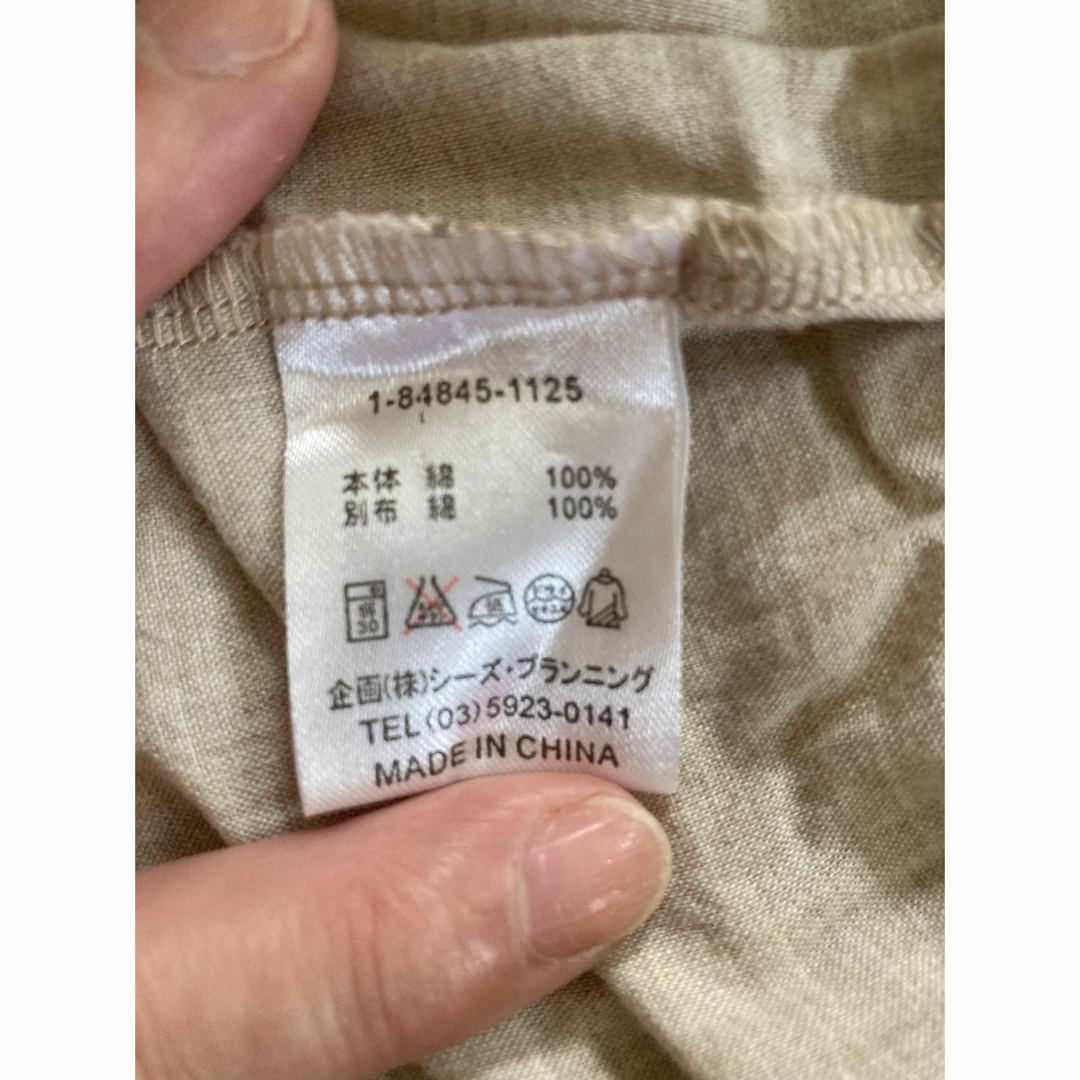 1-84845-1125
本体 綿 100%
別布 綿 100%
30
企画(株)シーズ・プランニング
TEL(03)5923-0141
MADE IN CHINA